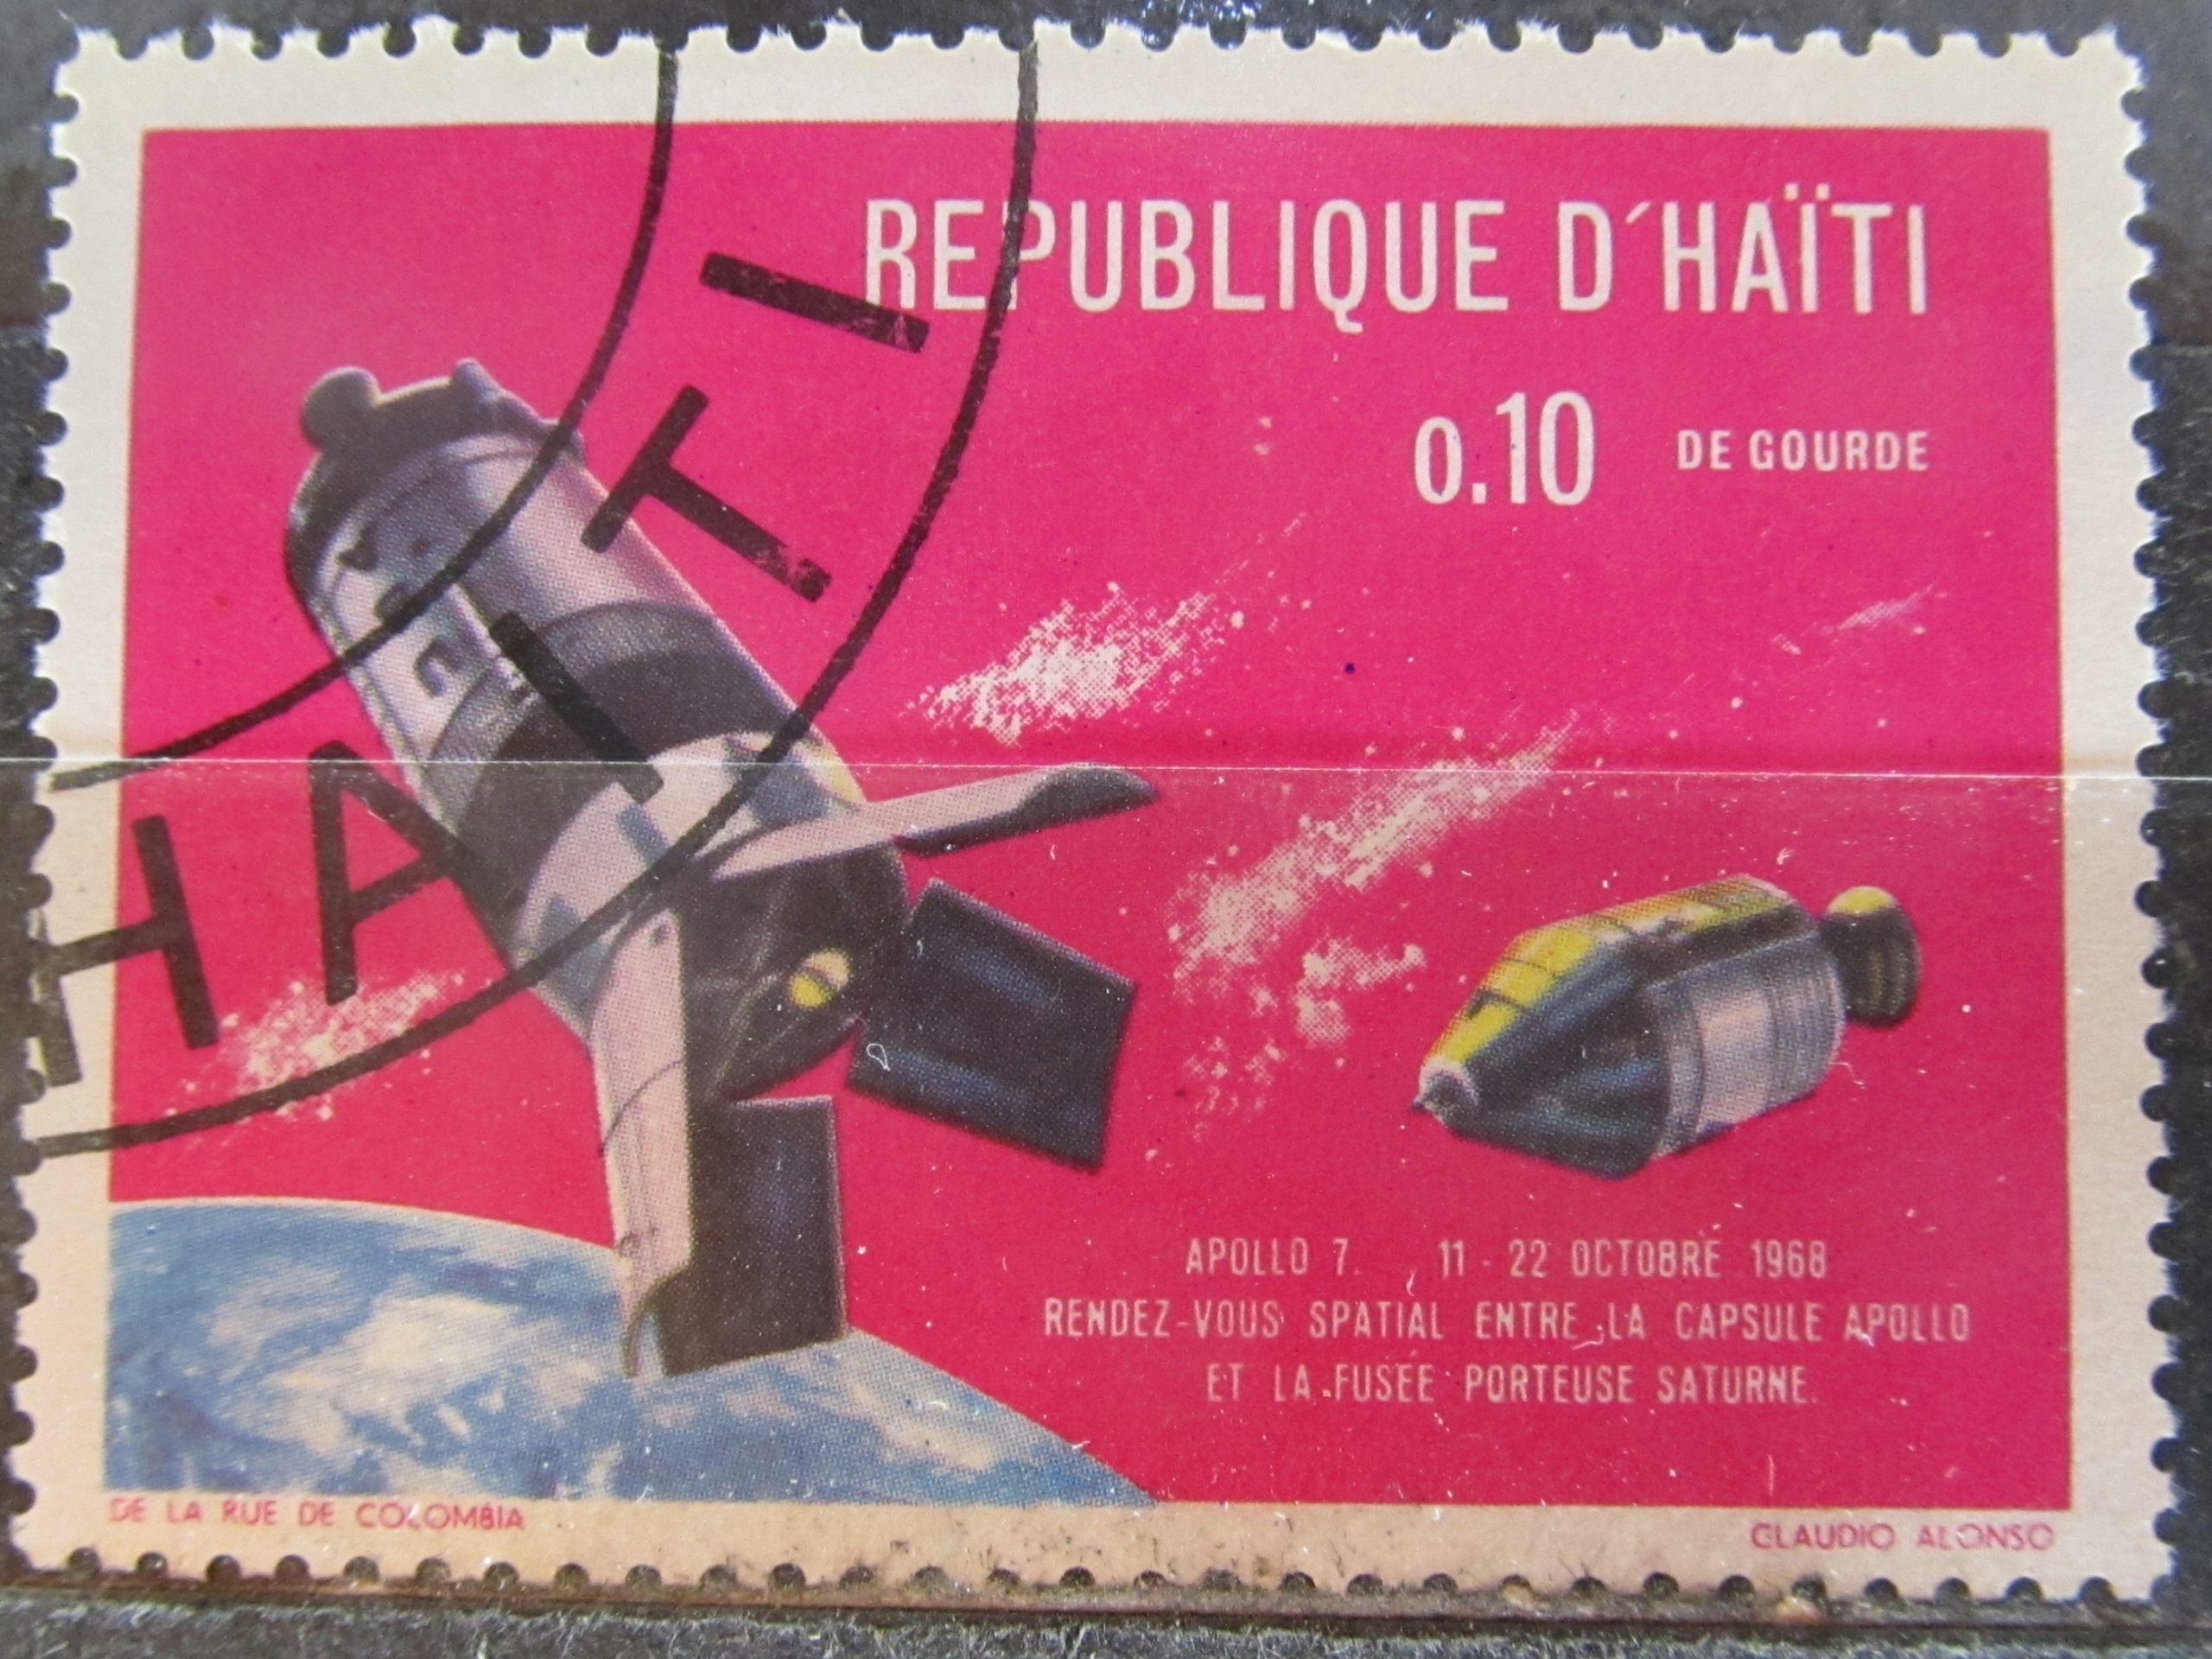 REPUBLIQUE D´HAÏTI
0.10 DE GOURDE
HAITI
APOLLO 7. 11-22 OCTOBRE 1968
RENDEZ-VOUS SPATIAL ENTRE LA CAPSULE APOLLO
ET LA FUSÉE PORTEUSE SATURNE.
DE LA RUE DE COLOMBIA
CLAUDIO ALONSO